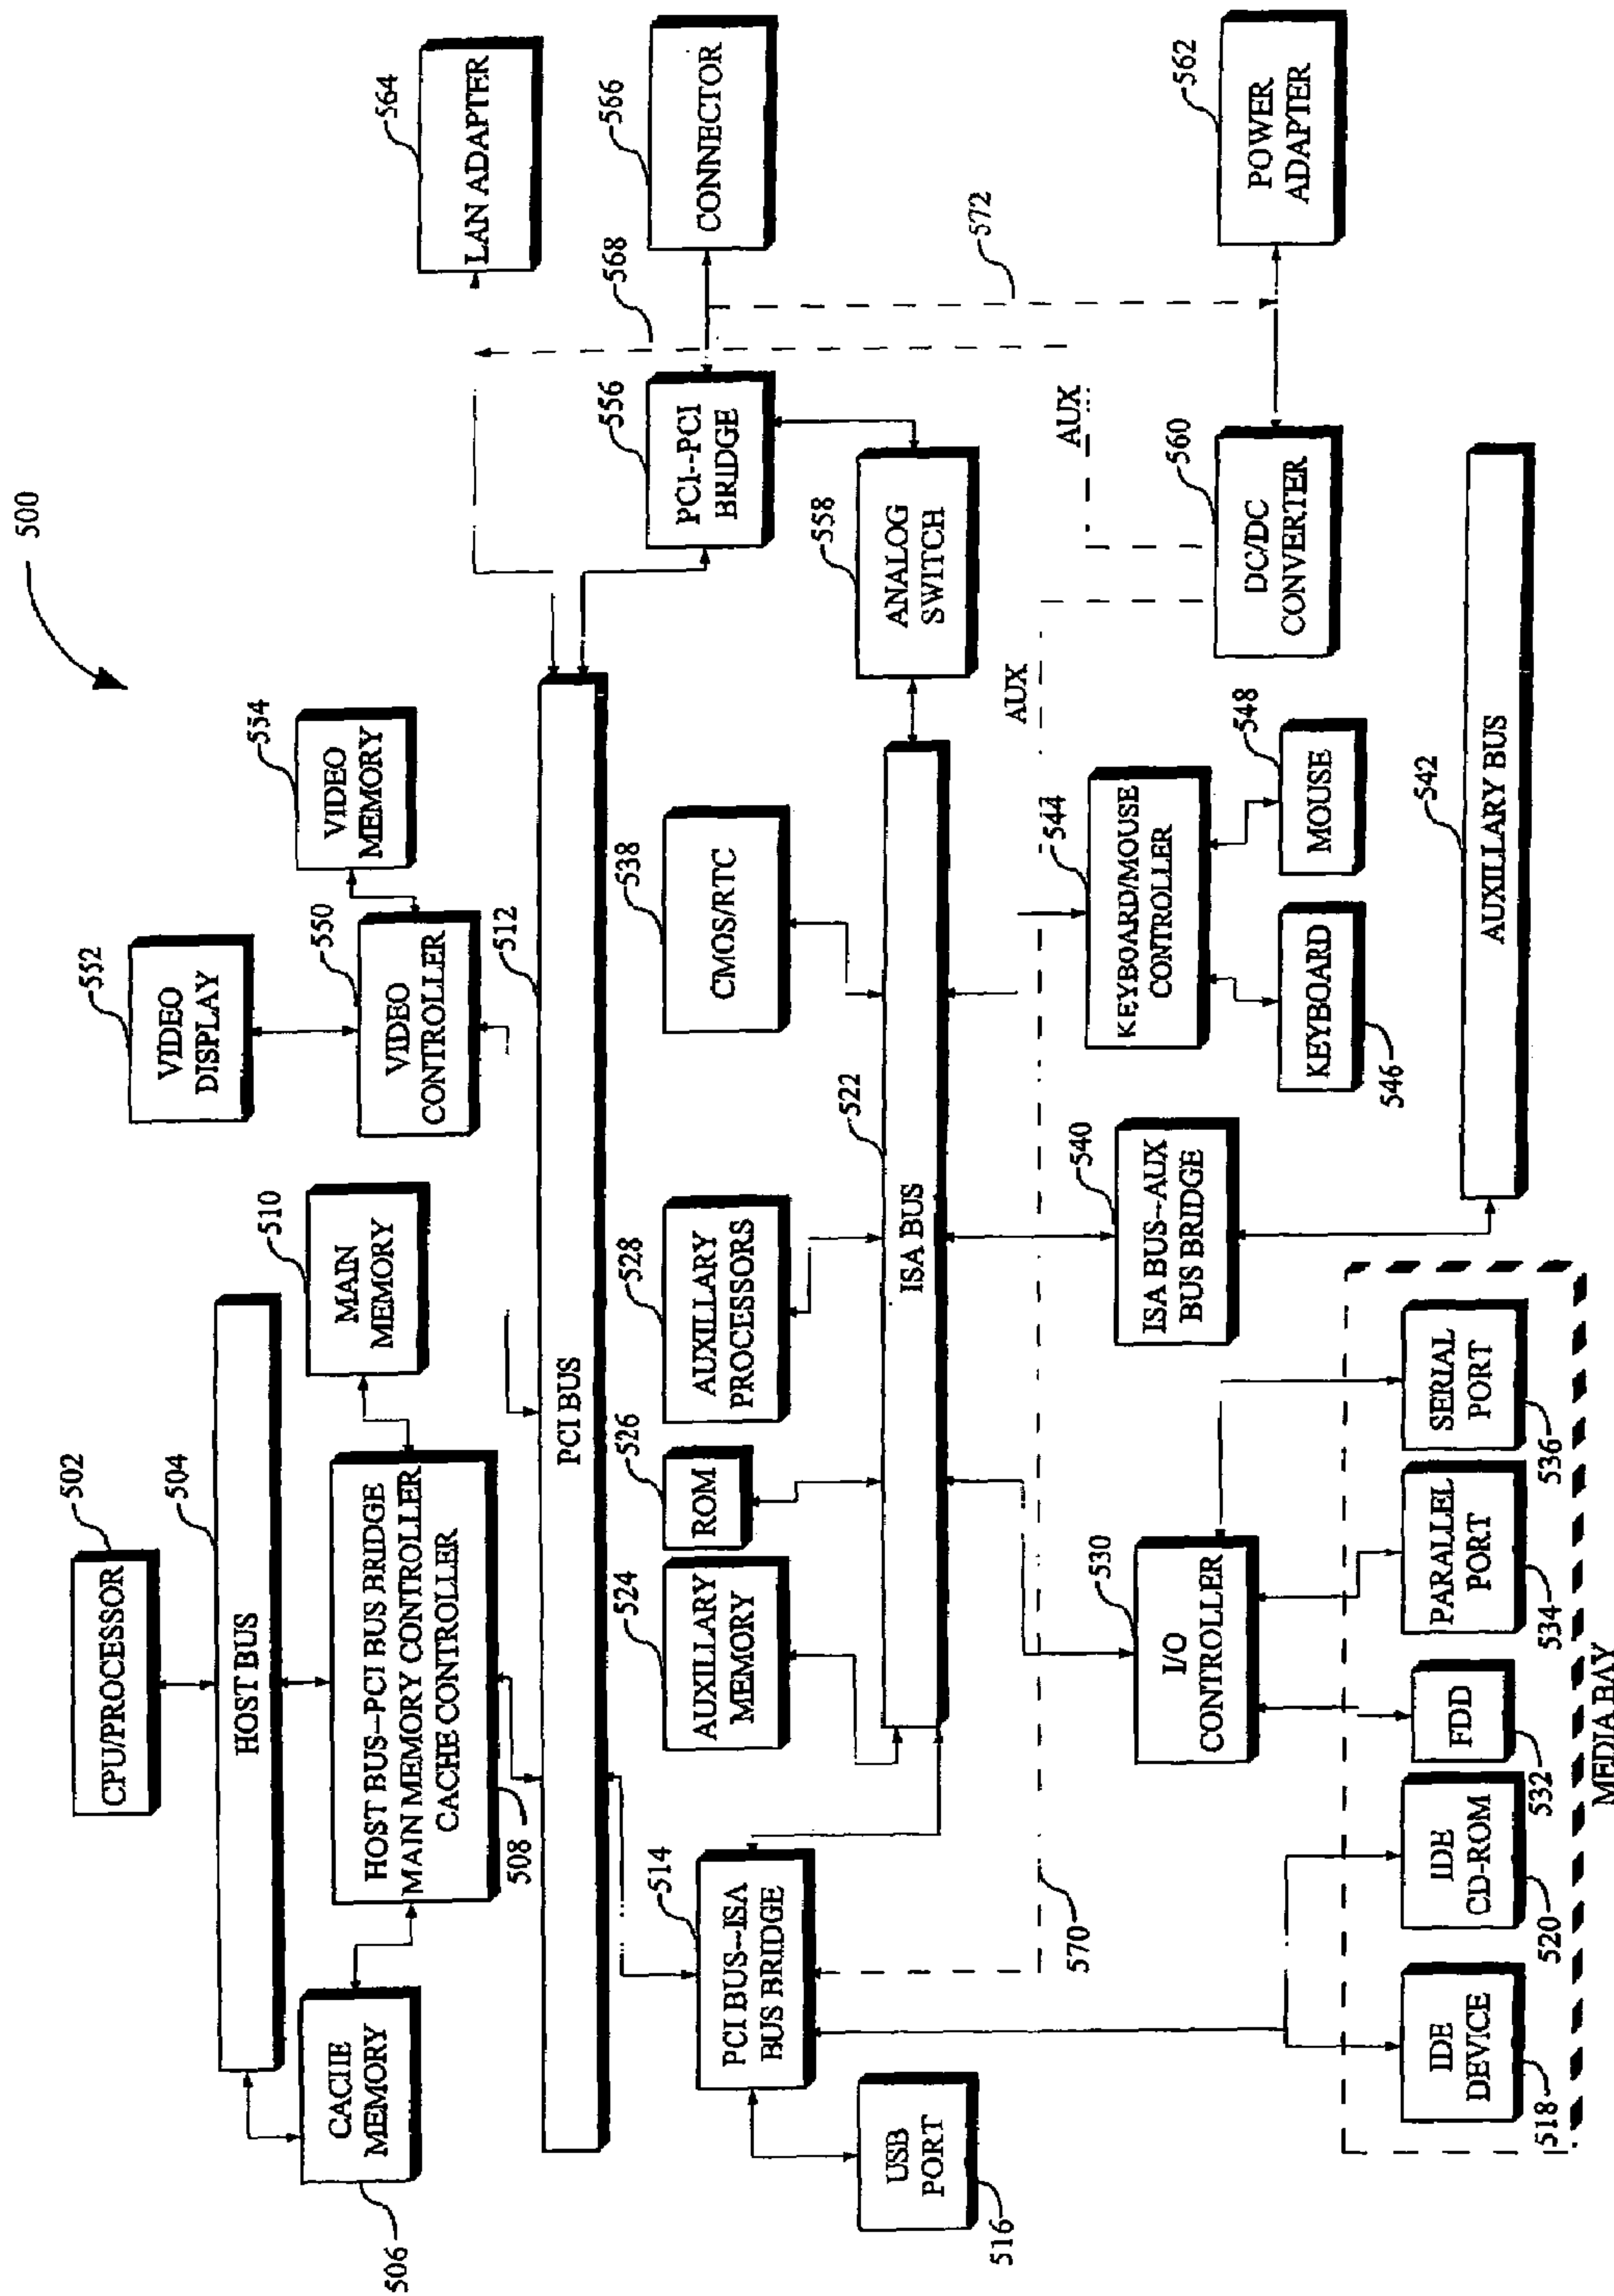 500
502
CPU/PROCESSOR
504
HOST BUS
506
CACHE
MEMORY
508
HOST BUS--PCI BUS BRIDGE
MAIN MEMORY CONTROLLER
CACHE CONTROLLER
510
MAIN
MEMORY
552
VIDEO
DISPLAY
550
VIDEO
CONTROLLER
554
VIDEO
MEMORY
564
LAN ADAPTER
512
PCI BUS
566
CONNECTOR
568
556
PCI--PCI
BRIDGE
514
PCI BUS--ISA
BUS BRIDGE
524
AUXILLARY
MEMORY
526
ROM
528
AUXILLARY
PROCESSORS
538
CMOS/RTC
558
ANALOG
SWITCH
516
USB
PORT
522
ISA BUS
572
AUX
AUX
570
530
I/O
CONTROLLER
540
ISA BUS--AUX
BUS BRIDGE
544
KEYBOARD/MOUSE
CONTROLLER
546
KEYBOARD
548
MOUSE
560
DC/DC
CONVERTER
562
POWER
ADAPTER
542
AUXILLARY BUS
518
IDE
DEVICE
520
IDE
CD-ROM
532
FDD
534
PARALLEL
PORT
536
SERIAL
PORT
MEDIA BAY